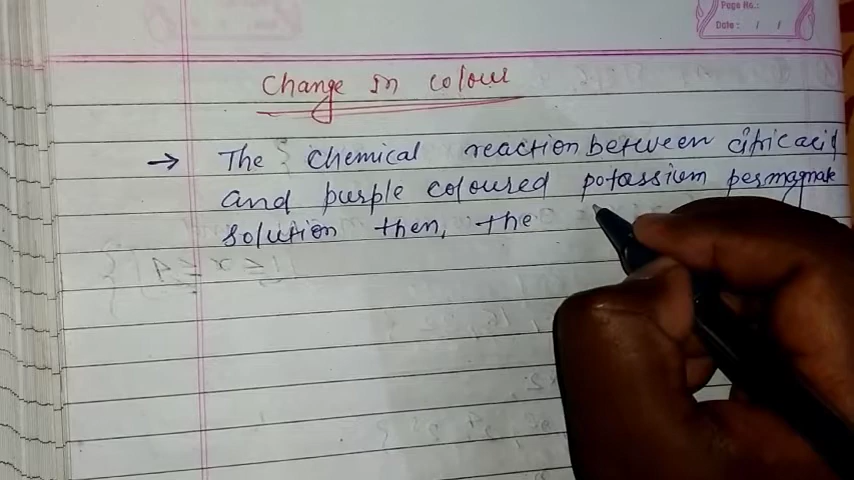 Page No.:
Date: / /
Change in colour
→ The chemical reaction between citric acid
and purple coloured potassium permagnate
solution then, the